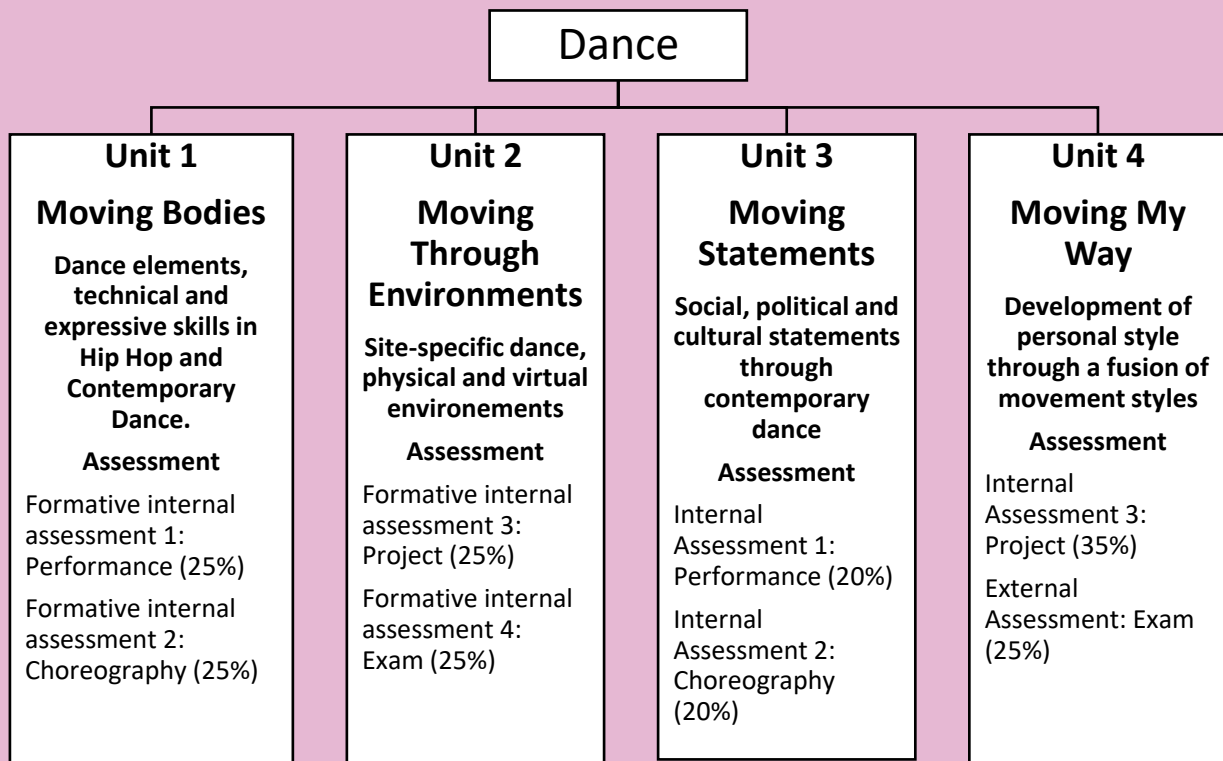 Dance
Unit 1
Moving Bodies
Dance elements,
technical and
expressive skills in
Hip Hop and
Contemporary
Dance.
Assessment
Formative internal
assessment 1:
Performance (25%)
Formative internal
assessment 2:
Choreography (25%)
Unit 2
Moving
Through
Environments
Site-specific dance,
physical and virtual
environements
Assessment
Formative internal
assessment 3:
Project (25%)
Formative internal
assessment 4:
Exam (25%)
Unit 3
Moving
Statements
Social, political and
cultural statements
through
contemporary
dance
Assessment
Internal
Assessment 1:
Performance (20%)
Internal
Assessment 2:
Choreography
(20%)
Unit 4
Moving My
Way
Development of
personal style
through a fusion of
movement styles
Assessment
Internal
Assessment 3:
Project (35%)
External
Assessment: Exam
(25%)